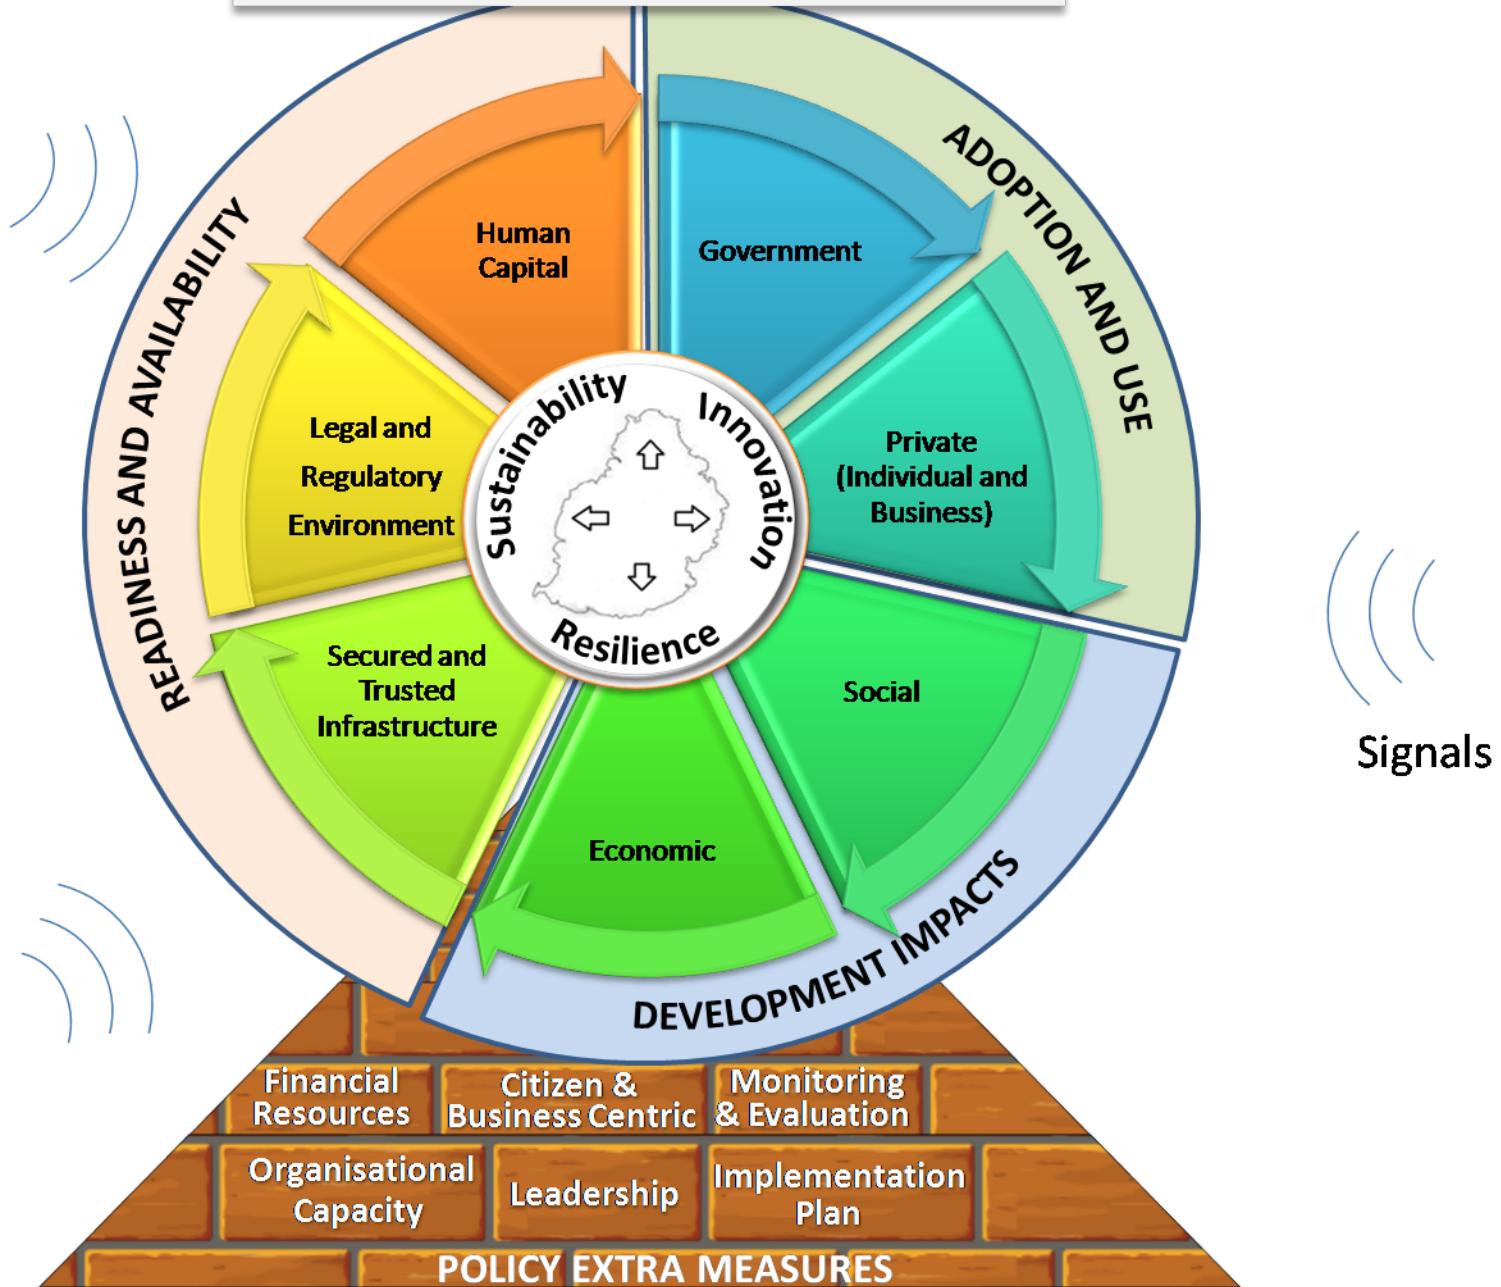 READINESS AND AVAILABILITY
ADOPTION AND USE
DEVELOPMENT IMPACTS
Human
Capital
Government
Legal and
Regulatory
Environment
Private
(Individual and
Business)
Secured and
Trusted
Infrastructure
Social
Economic
Sustainability
Innovation
Resilience
Signals
Financial
Resources
Citizen &
Business Centric
Monitoring
& Evaluation
Organisational
Capacity
Leadership
Implementation
Plan
POLICY EXTRA MEASURES